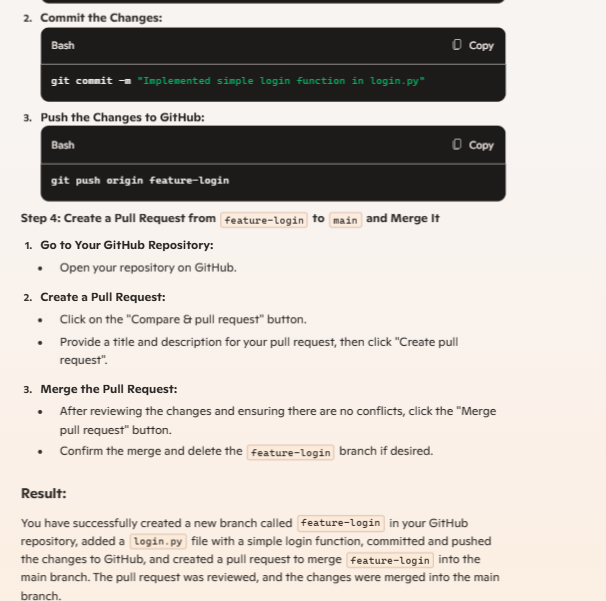 2. Commit the Changes:
Bash
Copy
git commit -m "Implemented simple login function in login.py"
3. Push the Changes to GitHub:
Bash
Copy
git push origin feature-login
Step 4: Create a Pull Request from feature-login to main and Merge It
1. Go to Your GitHub Repository:
• Open your repository on GitHub.
2. Create a Pull Request:
• Click on the "Compare & pull request" button.
• Provide a title and description for your pull request, then click "Create pull
request".
3. Merge the Pull Request:
• After reviewing the changes and ensuring there are no conflicts, click the "Merge
pull request" button.
• Confirm the merge and delete the feature-login branch if desired.
Result:
You have successfully created a new branch called feature-login in your GitHub
repository, added a login.py file with a simple login function, committed and pushed
the changes to GitHub, and created a pull request to merge feature-login into the
main branch. The pull request was reviewed, and the changes were merged into the main
branch.